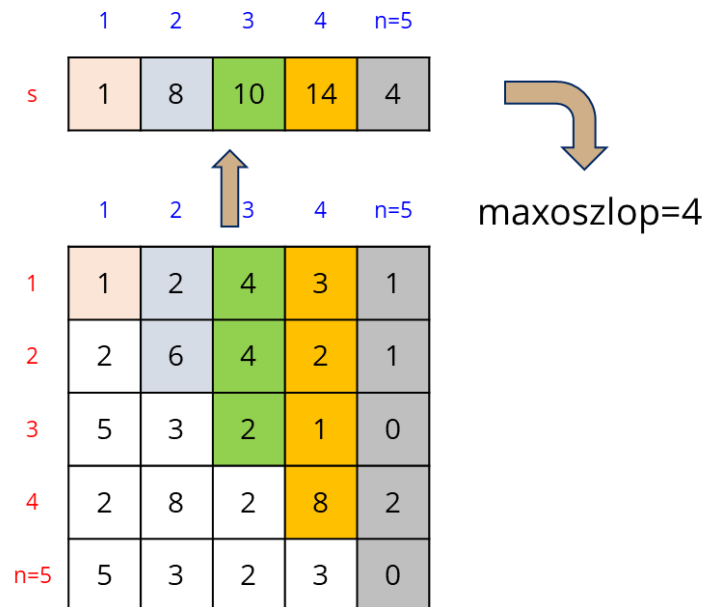 1 2 3 4 n=5
s 1 8 10 14 4
1 2 3 4 n=5
maxoszlop=4
1 1 2 4 3 1
2 2 6 4 2 1
3 5 3 2 1 0
4 2 8 2 8 2
n=5 5 3 2 3 0